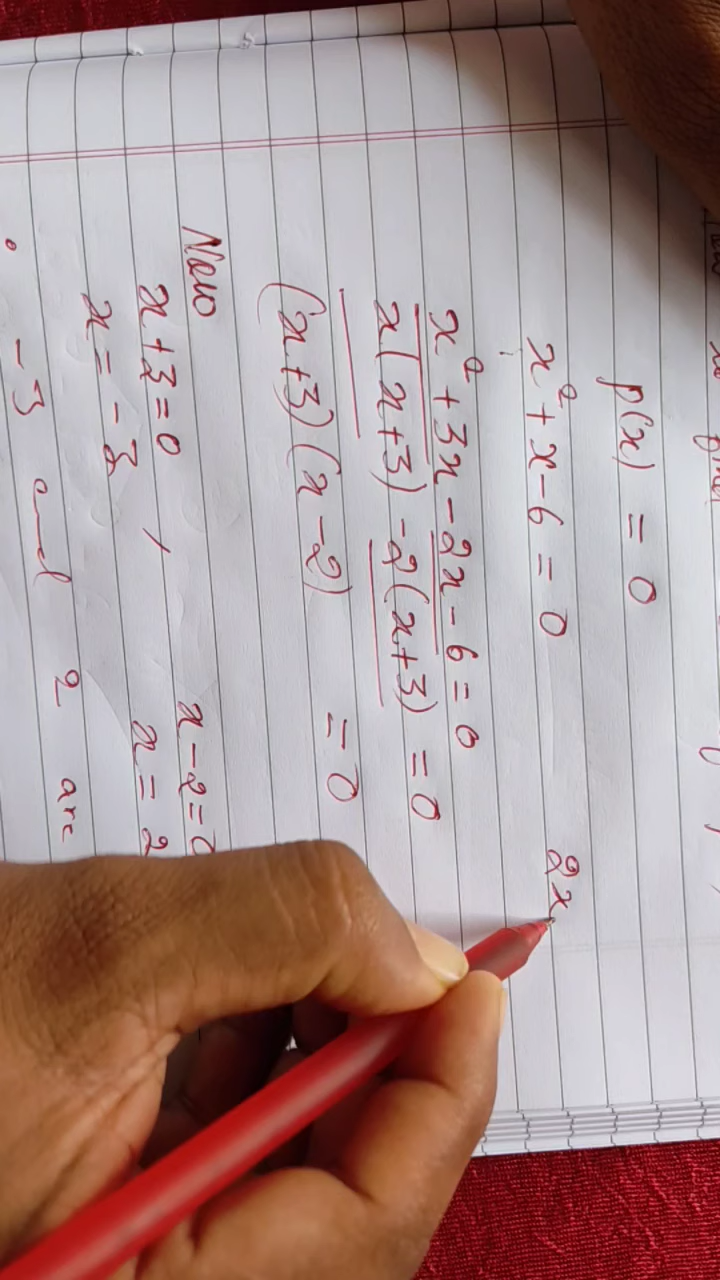 p(x) = 0
x² + x - 6 = 0 2x
x² + 3x - 2x - 6 = 0
x(x+3) - 2(x+3) = 0
(x+3)(x-2) = 0
Now
x+3=0 , x-2=0
x = -3 x = 2
-3 and 2 are